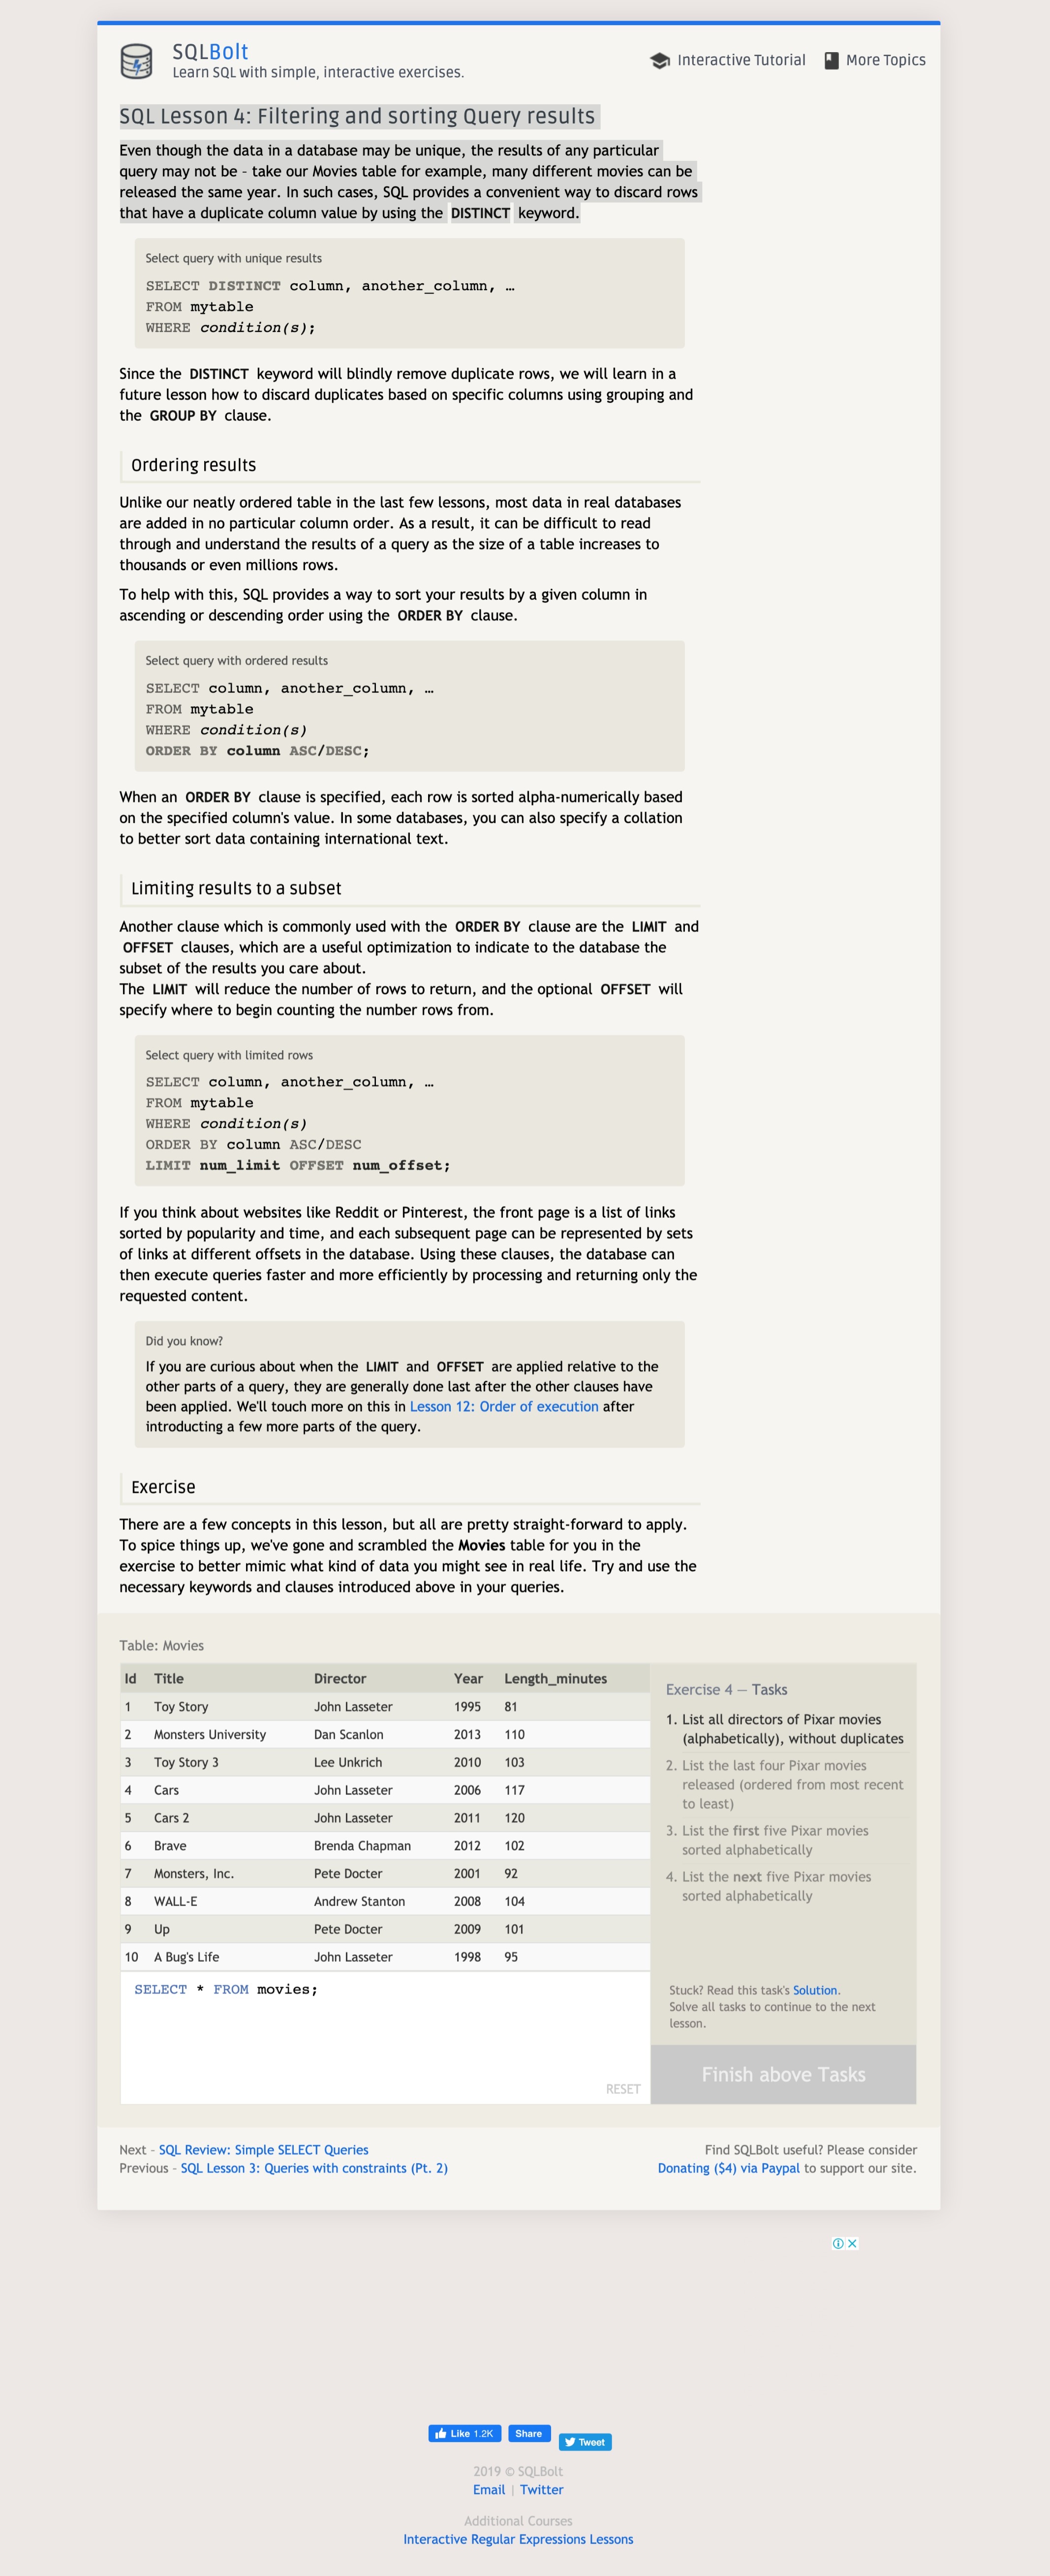 SQLBolt
Learn SQL with simple, interactive exercises.
Interactive Tutorial
More Topics
SQL Lesson 4: Filtering and sorting Query results
Even though the data in a database may be unique, the results of any particular
query may not be - take our Movies table for example, many different movies can be
released the same year. In such cases, SQL provides a convenient way to discard rows
that have a duplicate column value by using the DISTINCT keyword.
Select query with unique results
SELECT DISTINCT column, another_column, …
FROM mytable
WHERE condition(s);
Since the DISTINCT keyword will blindly remove duplicate rows, we will learn in a
future lesson how to discard duplicates based on specific columns using grouping and
the GROUP BY clause.
Ordering results
Unlike our neatly ordered table in the last few lessons, most data in real databases
are added in no particular column order. As a result, it can be difficult to read
through and understand the results of a query as the size of a table increases to
thousands or even millions rows.
To help with this, SQL provides a way to sort your results by a given column in
ascending or descending order using the ORDER BY clause.
Select query with ordered results
SELECT column, another_column, …
FROM mytable
WHERE condition(s)
ORDER BY column ASC/DESC;
When an ORDER BY clause is specified, each row is sorted alpha-numerically based
on the specified column's value. In some databases, you can also specify a collation
to better sort data containing international text.
Limiting results to a subset
Another clause which is commonly used with the ORDER BY clause are the LIMIT and
OFFSET clauses, which are a useful optimization to indicate to the database the
subset of the results you care about.
The LIMIT will reduce the number of rows to return, and the optional OFFSET will
specify where to begin counting the number rows from.
Select query with limited rows
SELECT column, another_column, …
FROM mytable
WHERE condition(s)
ORDER BY column ASC/DESC
LIMIT num_limit OFFSET num_offset;
If you think about websites like Reddit or Pinterest, the front page is a list of links
sorted by popularity and time, and each subsequent page can be represented by sets
of links at different offsets in the database. Using these clauses, the database can
then execute queries faster and more efficiently by processing and returning only the
requested content.
Did you know?
If you are curious about when the LIMIT and OFFSET are applied relative to the
other parts of a query, they are generally done last after the other clauses have
been applied. We'll touch more on this in Lesson 12: Order of execution after
introducting a few more parts of the query.
Exercise
There are a few concepts in this lesson, but all are pretty straight-forward to apply.
To spice things up, we've gone and scrambled the Movies table for you in the
exercise to better mimic what kind of data you might see in real life. Try and use the
necessary keywords and clauses introduced above in your queries.
Table: Movies
Id Title Director Year Length_minutes
1 Toy Story John Lasseter 1995 81
2 Monsters University Dan Scanlon 2013 110
3 Toy Story 3 Lee Unkrich 2010 103
4 Cars John Lasseter 2006 117
5 Cars 2 John Lasseter 2011 120
6 Brave Brenda Chapman 2012 102
7 Monsters, Inc. Pete Docter 2001 92
8 WALL-E Andrew Stanton 2008 104
9 Up Pete Docter 2009 101
10 A Bug's Life John Lasseter 1998 95
SELECT * FROM movies;
RESET
Exercise 4 — Tasks
1. List all directors of Pixar movies
(alphabetically), without duplicates
2. List the last four Pixar movies
released (ordered from most recent
to least)
3. List the first five Pixar movies
sorted alphabetically
4. List the next five Pixar movies
sorted alphabetically
Stuck? Read this task's Solution.
Solve all tasks to continue to the next
lesson.
Finish above Tasks
Next – SQL Review: Simple SELECT Queries
Previous – SQL Lesson 3: Queries with constraints (Pt. 2)
Find SQLBolt useful? Please consider
Donating ($4) via Paypal to support our site.
Like 1.2K
Share
Tweet
2019 © SQLBolt
Email | Twitter
Additional Courses
Interactive Regular Expressions Lessons